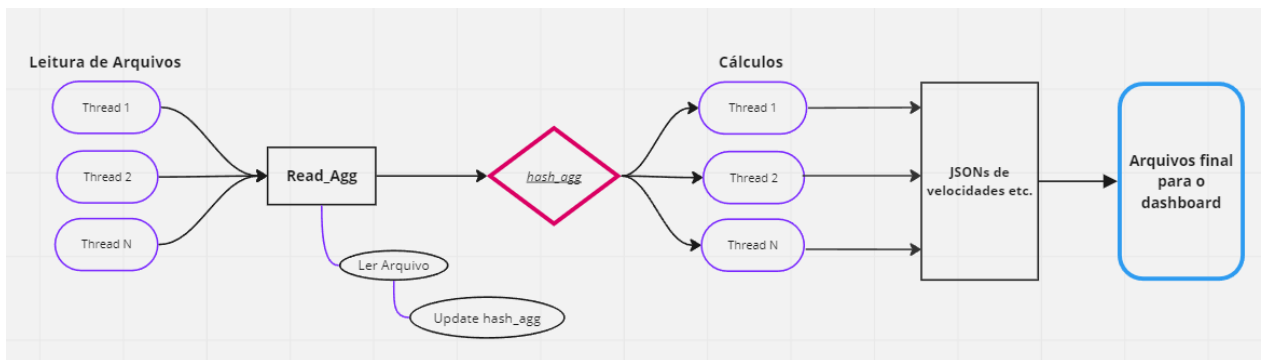 Leitura de Arquivos
Thread 1
Thread 2
Thread N
Read_Agg
Ler Arquivo
Update hash_agg
hash_agg
Cálculos
Thread 1
Thread 2
Thread N
JSONs de
velocidades etc.
Arquivos final
para o
dashboard